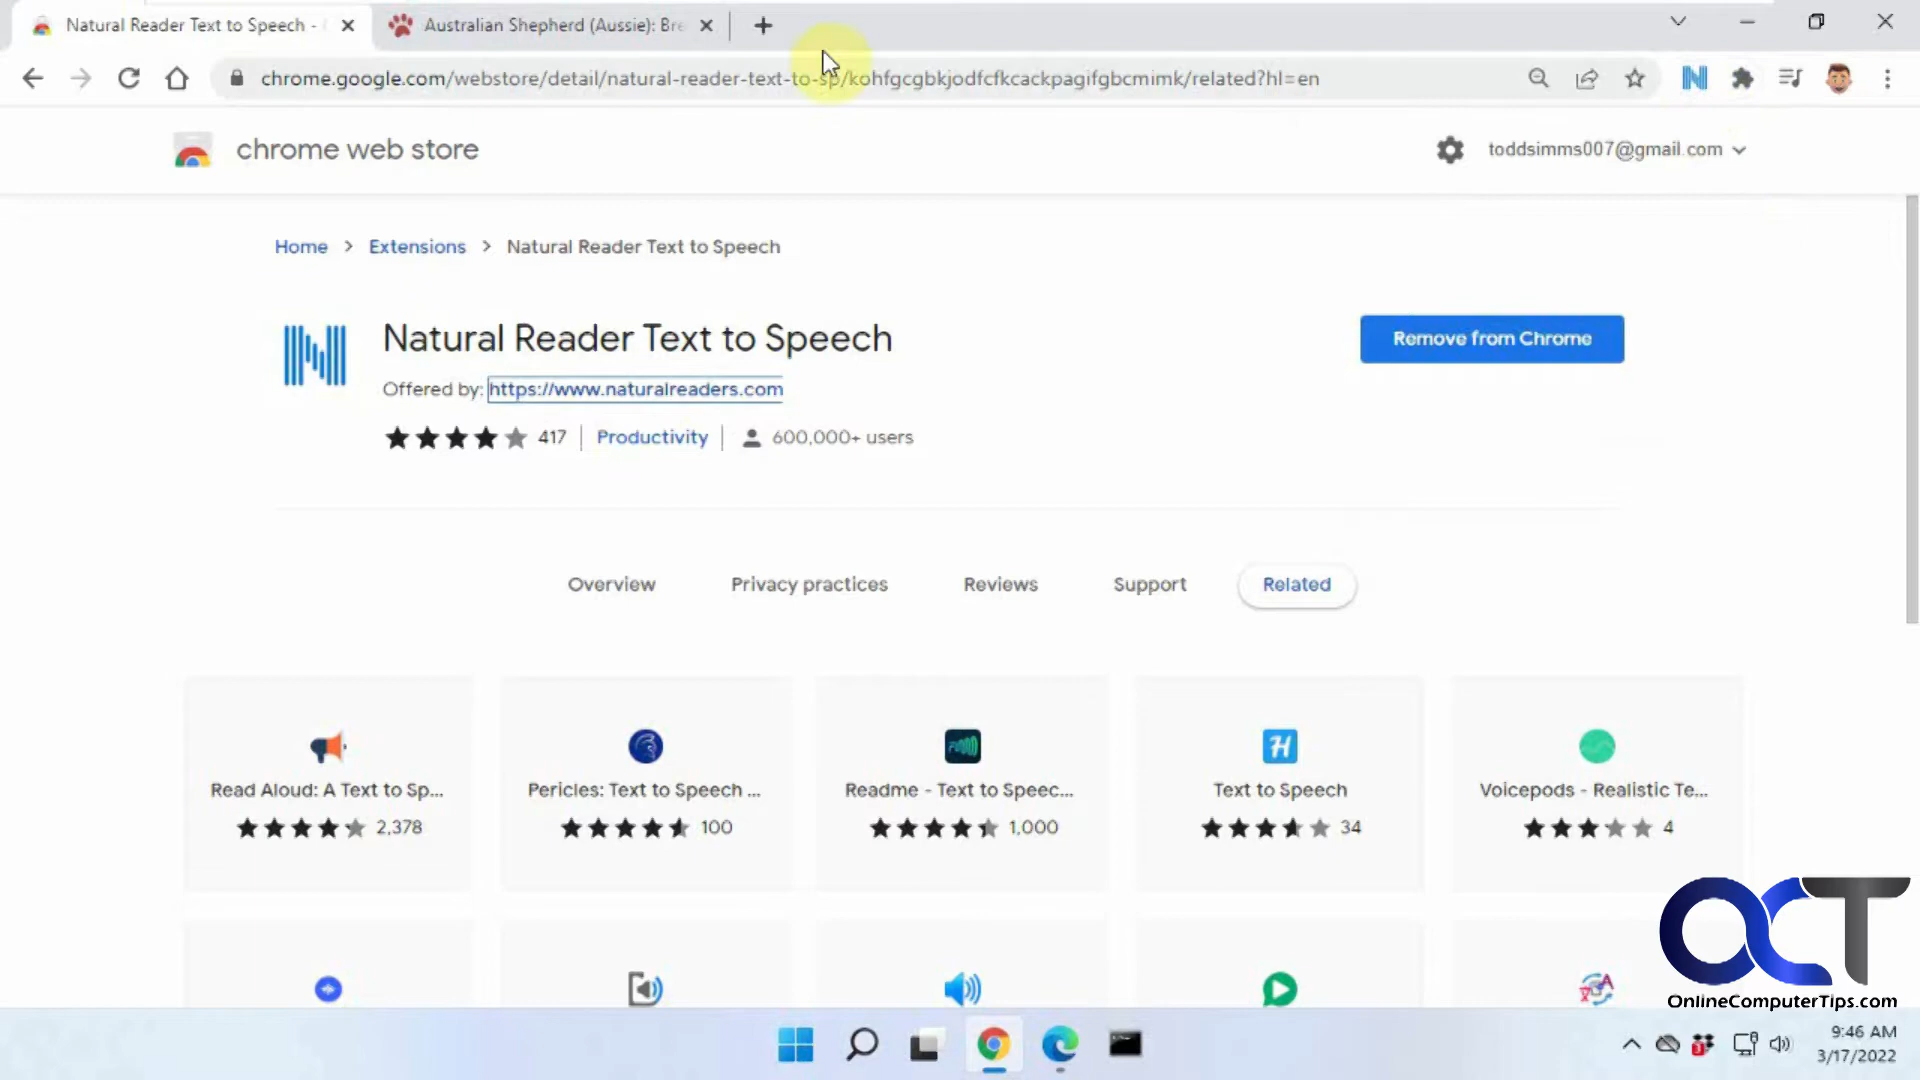 Natural Reader Text to Speech -
Australian Shepherd (Aussie): Bre
chrome.google.com/webstore/detail/natural-reader-text-to-sp/kohfgcgbkjodfcfkcackpagifgbcmimk/related?hl=en
chrome web store
toddsimms007@gmail.com
Home > Extensions > Natural Reader Text to Speech
Natural Reader Text to Speech
Remove from Chrome
Offered by: https://www.naturalreaders.com
417 Productivity 600,000+ users
Overview Privacy practices Reviews Support Related
Read Aloud: A Text to Sp... Pericles: Text to Speech ... Readme - Text to Speec... Text to Speech Voicepods - Realistic Te...
2,378 100 1,000 34 4
OCT
OnlineComputerTips.com
9:46 AM
3/17/2022